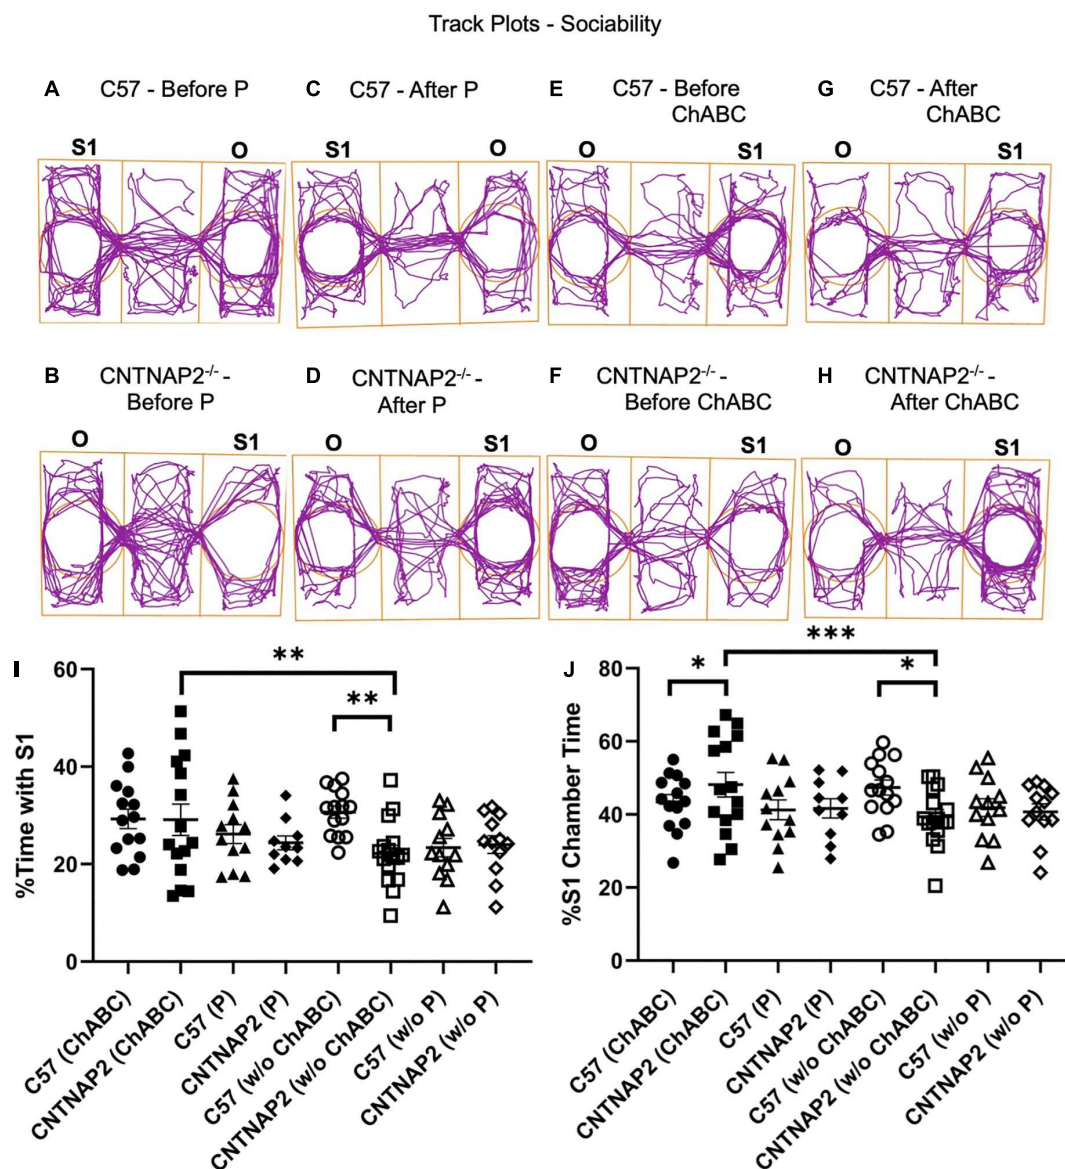 Track Plots - Sociability
A C57 - Before P
S1 O
C C57 - After P
S1 O
E C57 - Before
ChABC
O S1
G C57 - After
ChABC
O S1
B CNTNAP2-/- -
Before P
O S1
D CNTNAP2-/- -
After P
O S1
F CNTNAP2-/- -
Before ChABC
O S1
H CNTNAP2-/- -
After ChABC
O S1
I
%Time with S1
60
40
20
0
**
**
C57 (ChABC)
CNTNAP2 (ChABC)
C57 (P)
CNTNAP2 (P)
C57 (w/o ChABC)
CNTNAP2 (w/o ChABC)
C57 (w/o P)
CNTNAP2 (w/o P)
J
%S1 Chamber Time
80
60
40
20
0
*
***
*
C57 (ChABC)
CNTNAP2 (ChABC)
C57 (P)
CNTNAP2 (P)
C57 (w/o ChABC)
CNTNAP2 (w/o ChABC)
C57 (w/o P)
CNTNAP2 (w/o P)